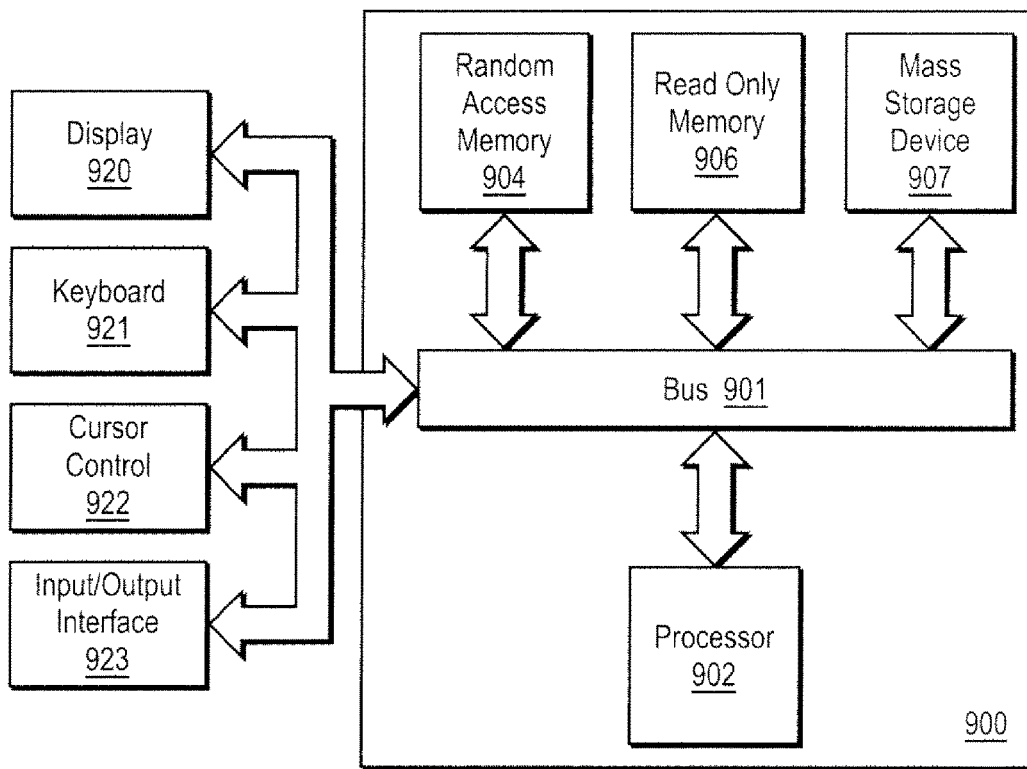 Random
Access
Memory
904
Read Only
Memory
906
Mass
Storage
Device
907
Display
920
Keyboard
921
Cursor
Control
922
Input/Output
Interface
923
Bus 901
Processor
902
900